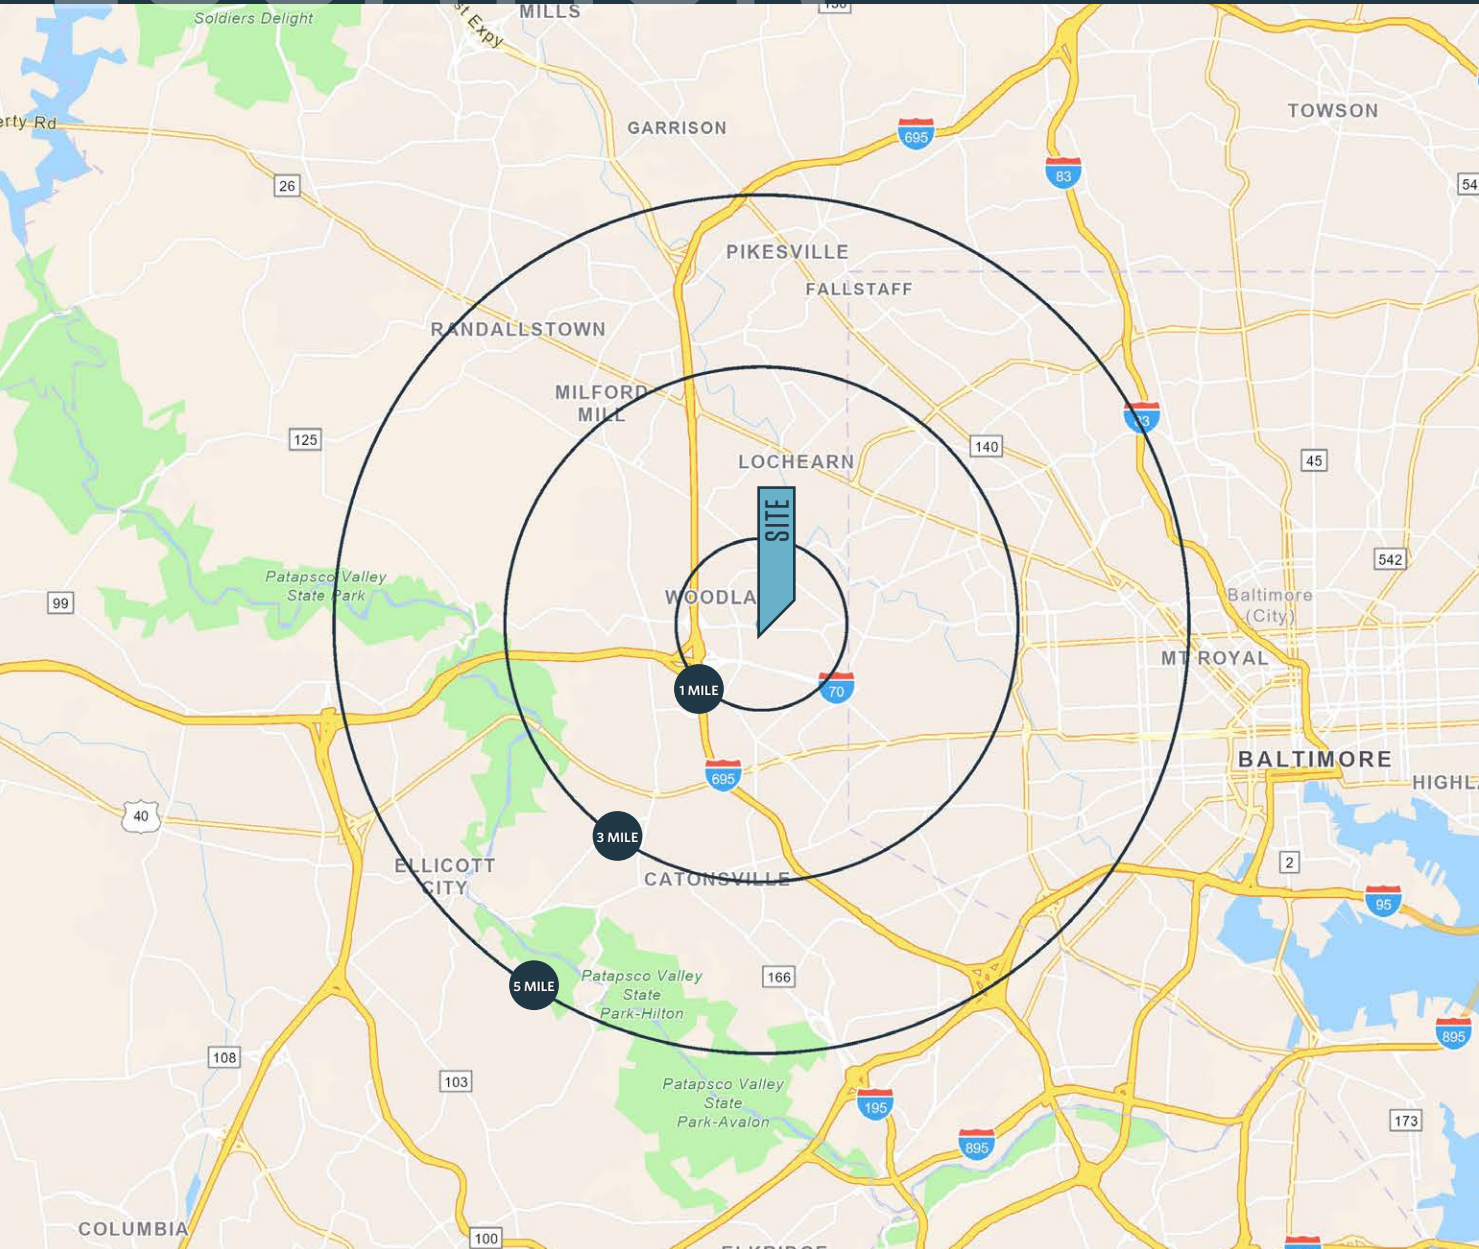 Soldiers Delight
MILLS
st Expy
erty Rd
GARRISON
TOWSON
695
83
26
54
PIKESVILLE
FALLSTAFF
RANDALLSTOWN
MILFORD
MILL
83
125
140
45
LOCHEARN
SITE
542
Patapsco Valley
State Park
99
WOODLA
Baltimore
(City)
MT ROYAL
1 MILE
70
BALTIMORE
695
HIGHL
40
3 MILE
2
ELLICOTT
CITY
CATONSVILLE
95
166
5 MILE
Patapsco Valley
State
Park-Hilton
895
108
103
Patapsco Valley
State
Park-Avalon
195
173
895
COLUMBIA
100
ELKRIDGE